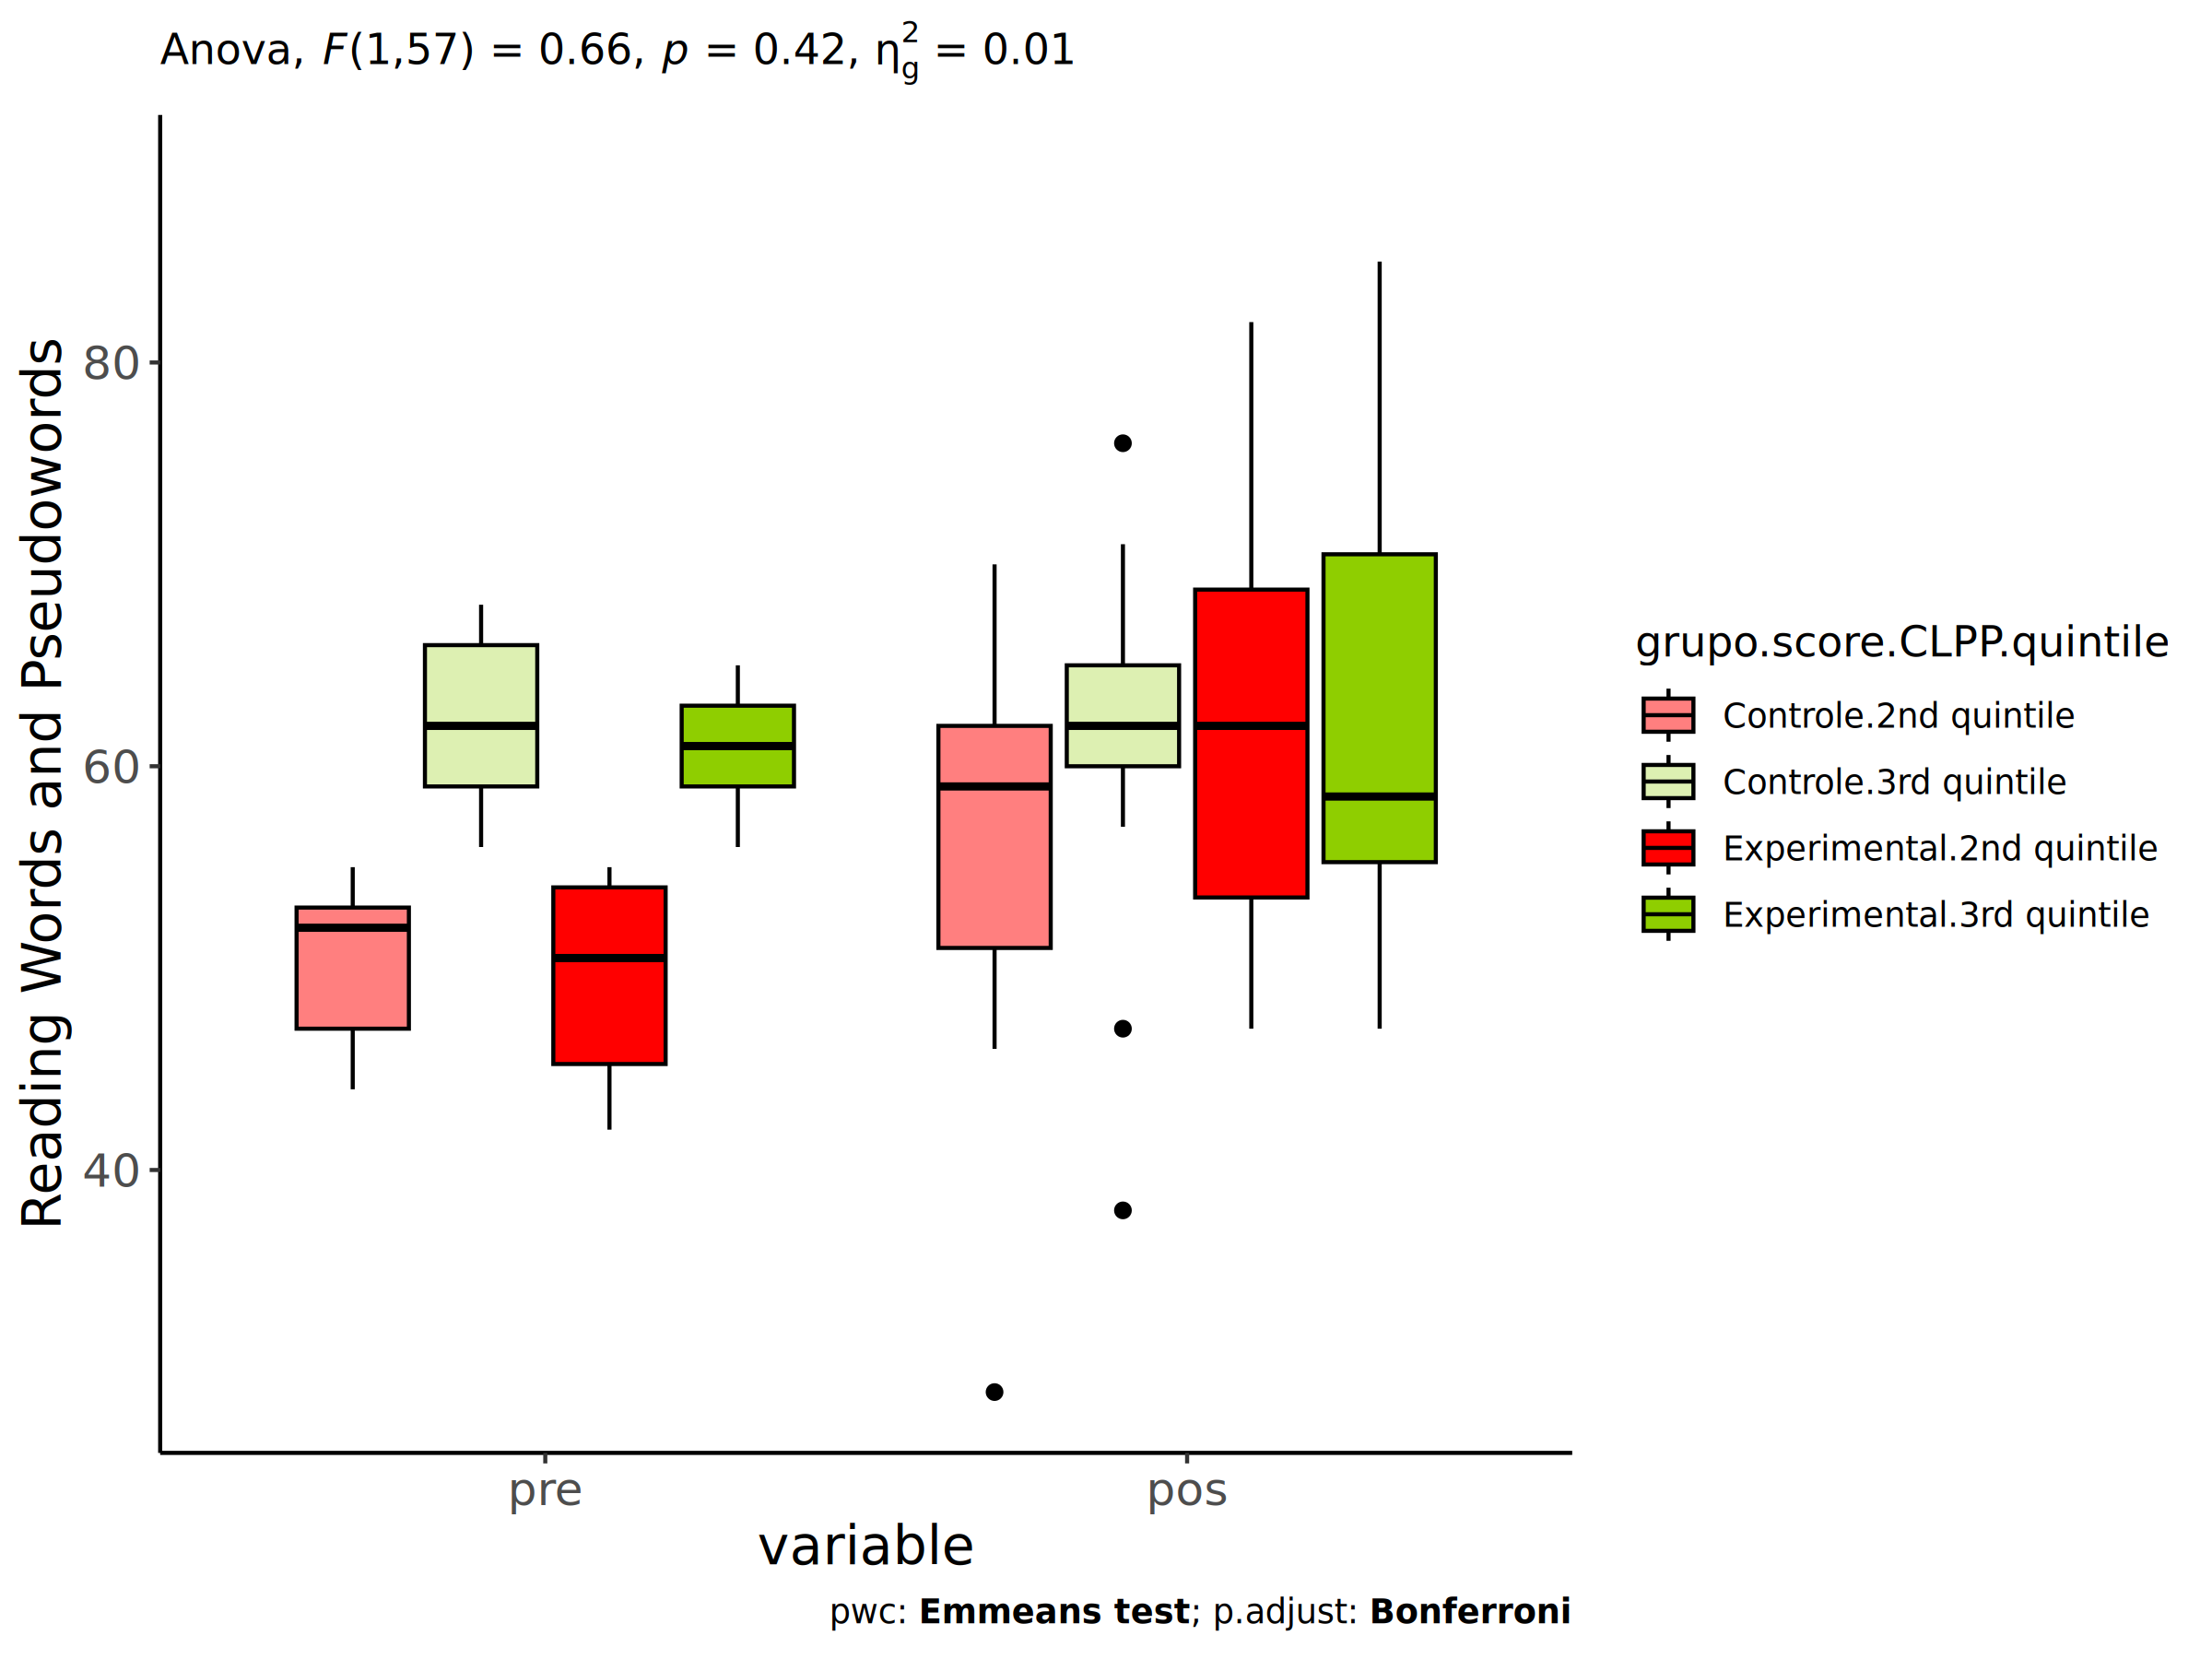 Anova, F(1,57) = 0.66, p = 0.42, η²g = 0.01
Reading Words and Pseudowords
80
60
40
pre
pos
variable
grupo.score.CLPP.quintile
Controle.2nd quintile
Controle.3rd quintile
Experimental.2nd quintile
Experimental.3rd quintile
pwc: Emmeans test; p.adjust: Bonferroni